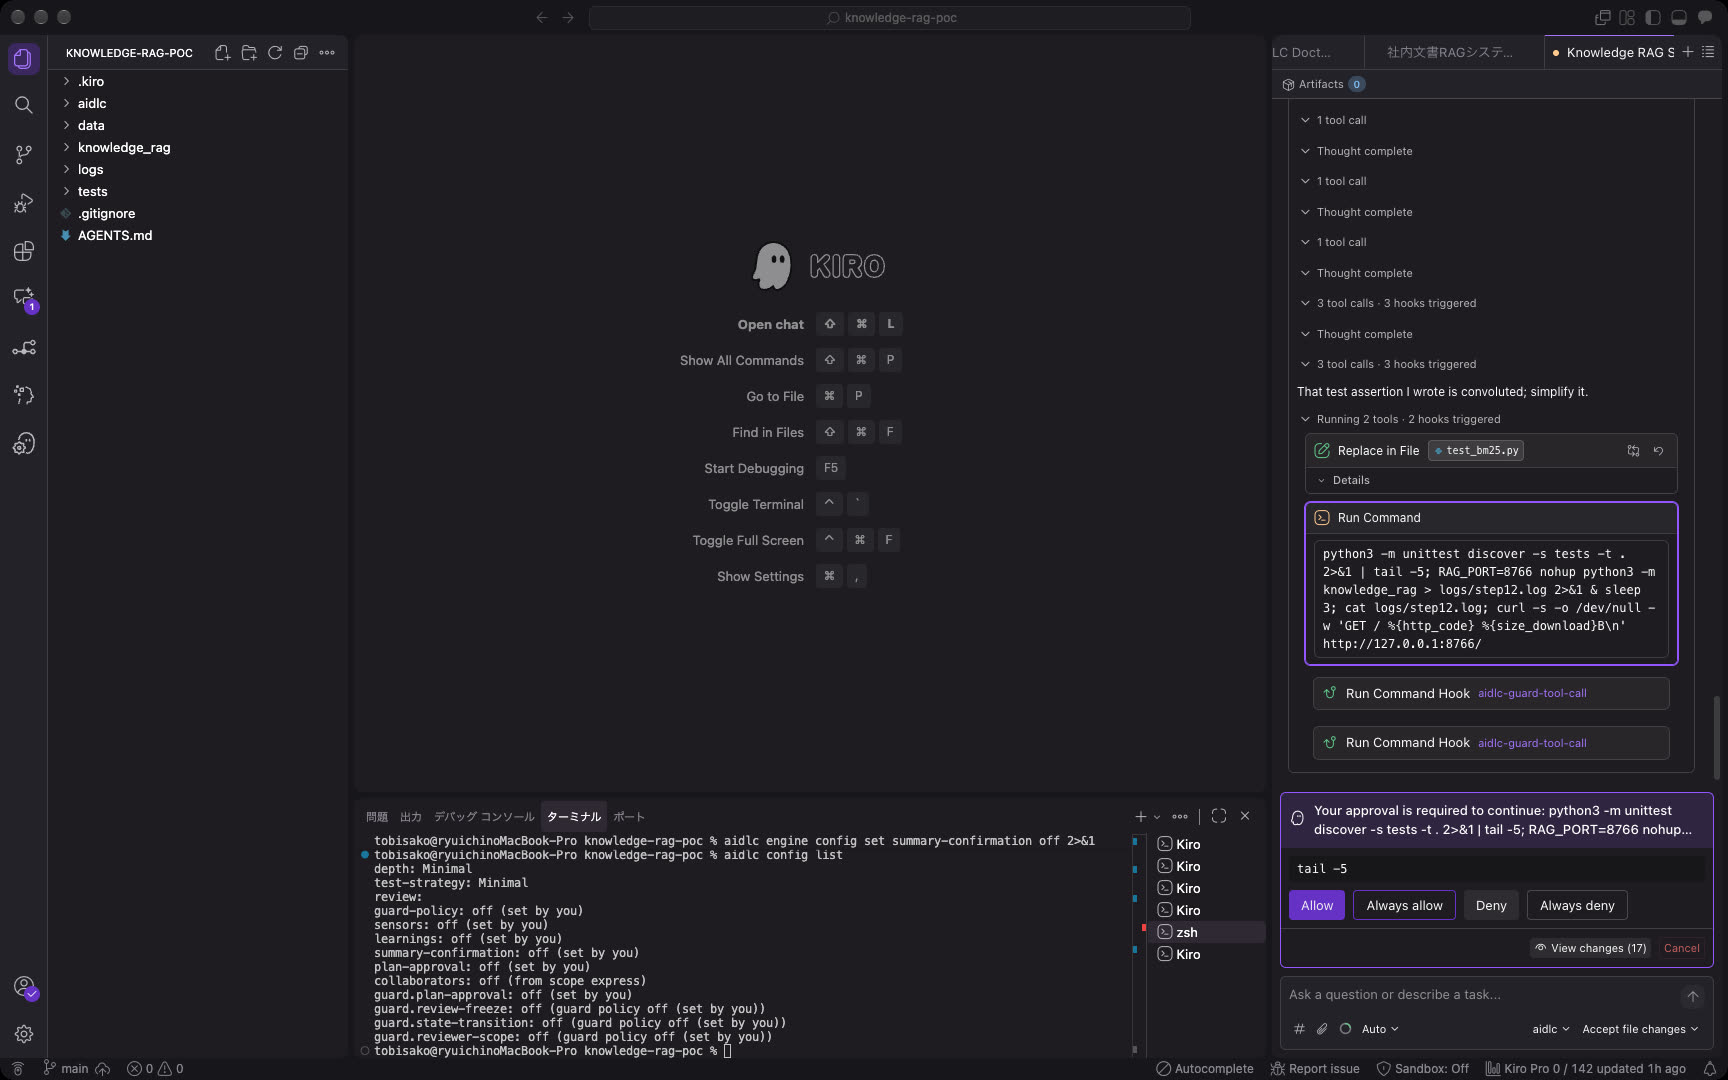 knowledge-rag-poc
KNOWLEDGE-RAG-POC
.kiro
aidlc
data
knowledge_rag
logs
tests
.gitignore
AGENTS.md
1
KIRO
Open chat ⇧ ⌘ L
Show All Commands ⇧ ⌘ P
Go to File ⌘ P
Find in Files ⇧ ⌘ F
Start Debugging F5
Toggle Terminal ^ `
Toggle Full Screen ^ ⌘ F
Show Settings ⌘ ,
問題 出力 デバッグ コンソール ターミナル ポート
tobisako@ryuichinoMacBook-Pro knowledge-rag-poc % aidlc engine config set summary-confirmation off 2>&1
tobisako@ryuichinoMacBook-Pro knowledge-rag-poc % aidlc config list
depth: Minimal
test-strategy: Minimal
review:
guard-policy: off (set by you)
sensors: off (set by you)
learnings: off (set by you)
summary-confirmation: off (set by you)
plan-approval: off (set by you)
collaborators: off (from scope express)
guard.plan-approval: off (set by you)
guard.review-freeze: off (guard policy off (set by you))
guard.state-transition: off (guard policy off (set by you))
guard.reviewer-scope: off (guard policy off (set by you))
tobisako@ryuichinoMacBook-Pro knowledge-rag-poc %
Kiro
Kiro
Kiro
Kiro
zsh
Kiro
LC Doct... 社内文書RAGシステ... Knowledge RAG S
Artifacts 0
1 tool call
Thought complete
1 tool call
Thought complete
1 tool call
Thought complete
3 tool calls · 3 hooks triggered
Thought complete
3 tool calls · 3 hooks triggered
That test assertion I wrote is convoluted; simplify it.
Running 2 tools · 2 hooks triggered
Replace in File test_bm25.py
Details
Run Command
python3 -m unittest discover -s tests -t .
2>&1 | tail -5; RAG_PORT=8766 nohup python3 -m
knowledge_rag > logs/step12.log 2>&1 & sleep
3; cat logs/step12.log; curl -s -o /dev/null -
w 'GET / %{http_code} %{size_download}B\n'
http://127.0.0.1:8766/
Run Command Hook aidlc-guard-tool-call
Run Command Hook aidlc-guard-tool-call
Your approval is required to continue: python3 -m unittest
discover -s tests -t . 2>&1 | tail -5; RAG_PORT=8766 nohup...
tail -5
Allow Always allow Deny Always deny
View changes (17) Cancel
Ask a question or describe a task...
# Auto aidlc Accept file changes
main 0 0 Autocomplete Report issue Sandbox: Off Kiro Pro 0 / 142 updated 1h ago